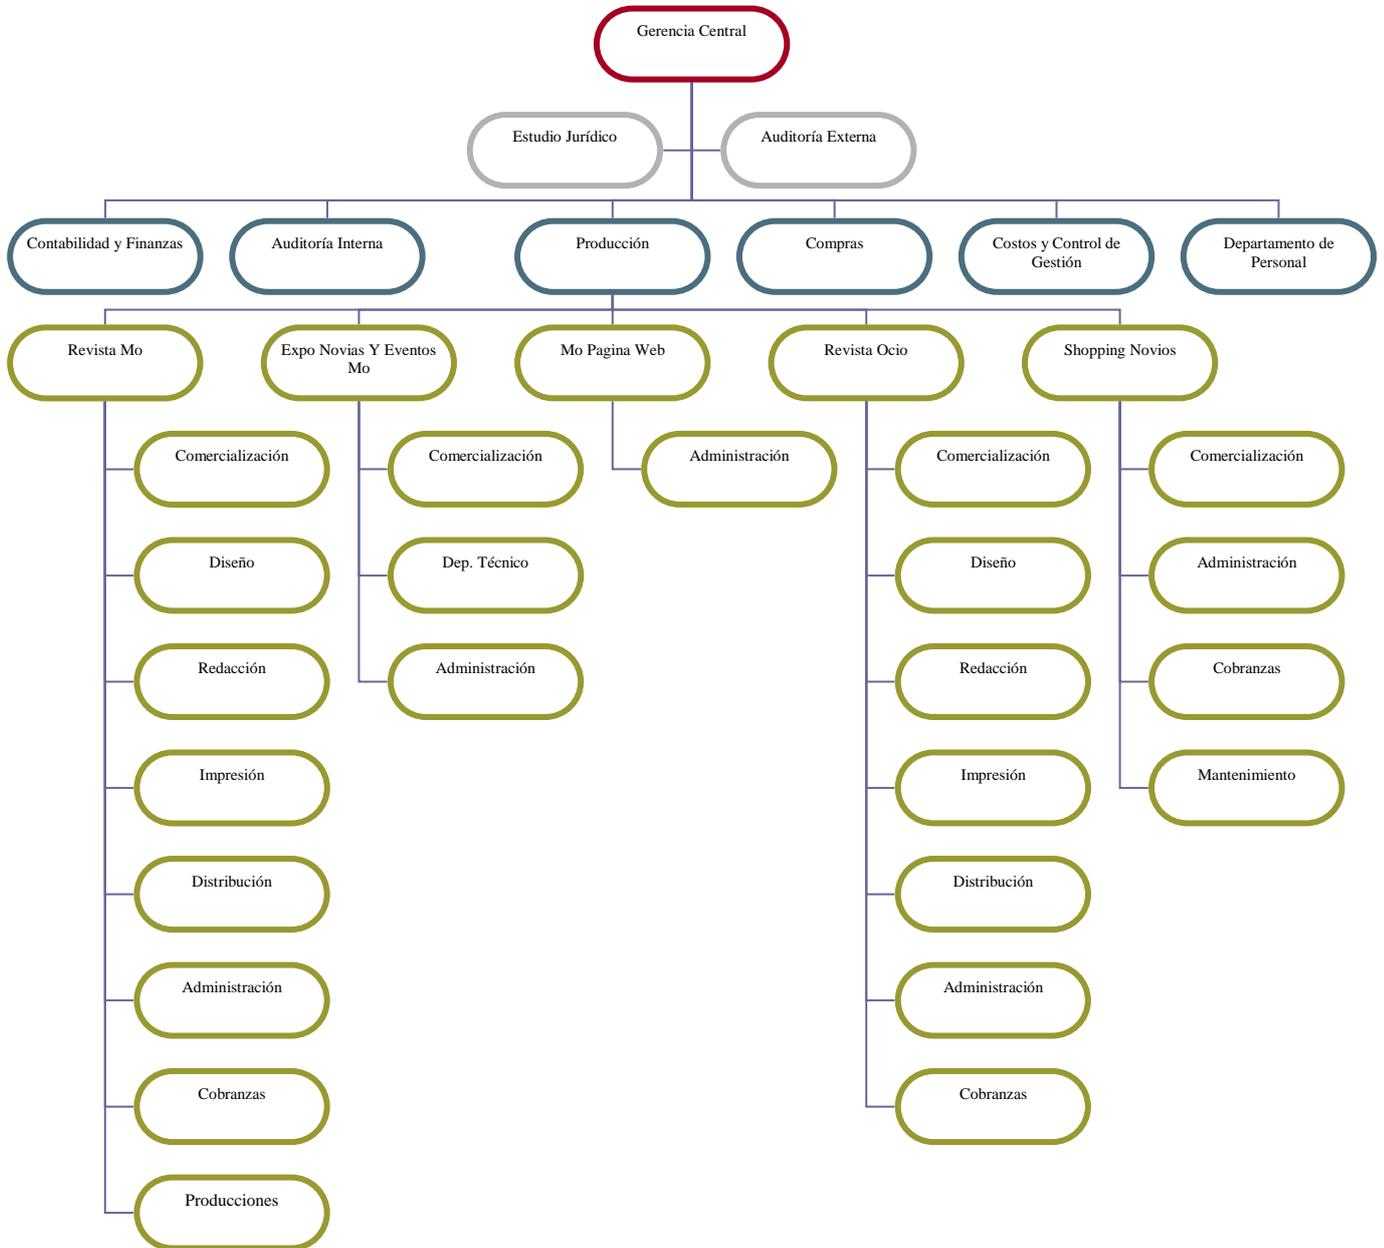 Gerencia Central
Estudio Jurídico
Auditoría Externa
Contabilidad y Finanzas
Auditoría Interna
Producción
Compras
Costos y Control de
Gestión
Departamento de
Personal
Revista Mo
Expo Novias Y Eventos
Mo
Mo Pagina Web
Revista Ocio
Shopping Novios
Comercialización
Comercialización
Administración
Comercialización
Comercialización
Diseño
Dep. Técnico
Diseño
Administración
Redacción
Administración
Redacción
Cobranzas
Impresión
Impresión
Mantenimiento
Distribución
Distribución
Administración
Administración
Cobranzas
Cobranzas
Producciones